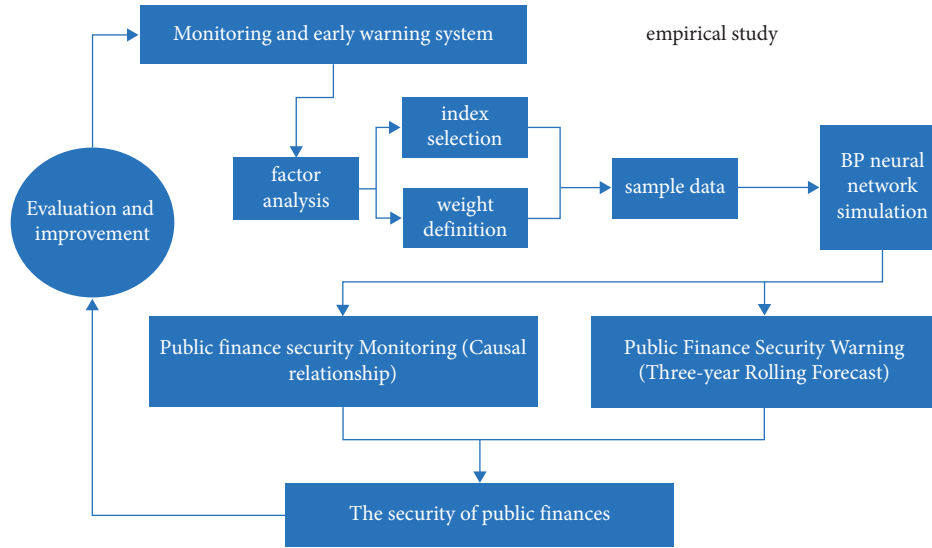 Monitoring and early warning system
empirical study
index
selection
factor
analysis
weight
definition
sample data
BP neural
network
simulation
Evaluation and
improvement
Public finance security Monitoring (Causal
relationship)
Public Finance Security Warning
(Three-year Rolling Forecast)
The security of public finances